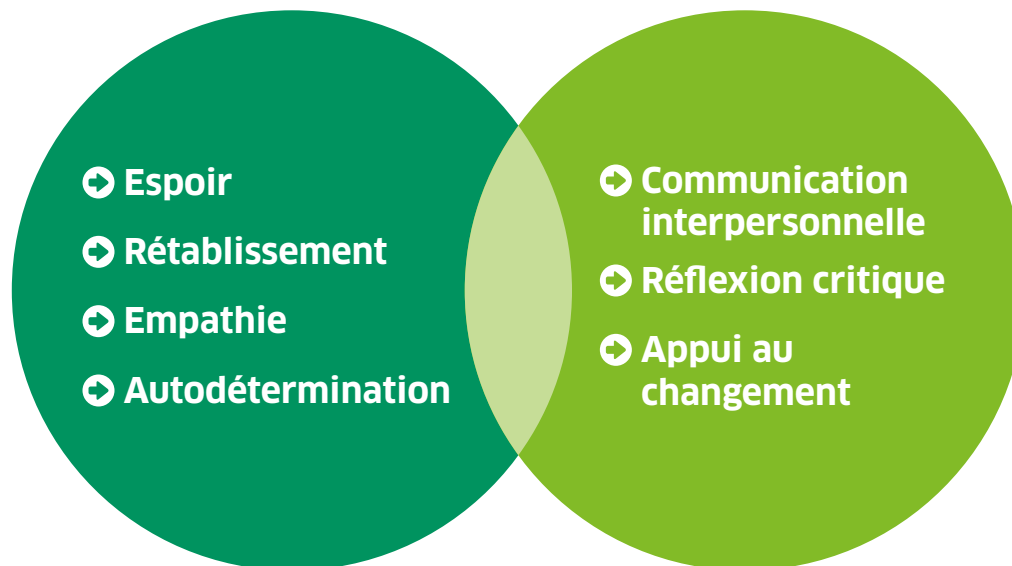 Espoir
Rétablissement
Empathie
Autodétermination
Communication
interpersonnelle
Réflexion critique
Appui au
changement